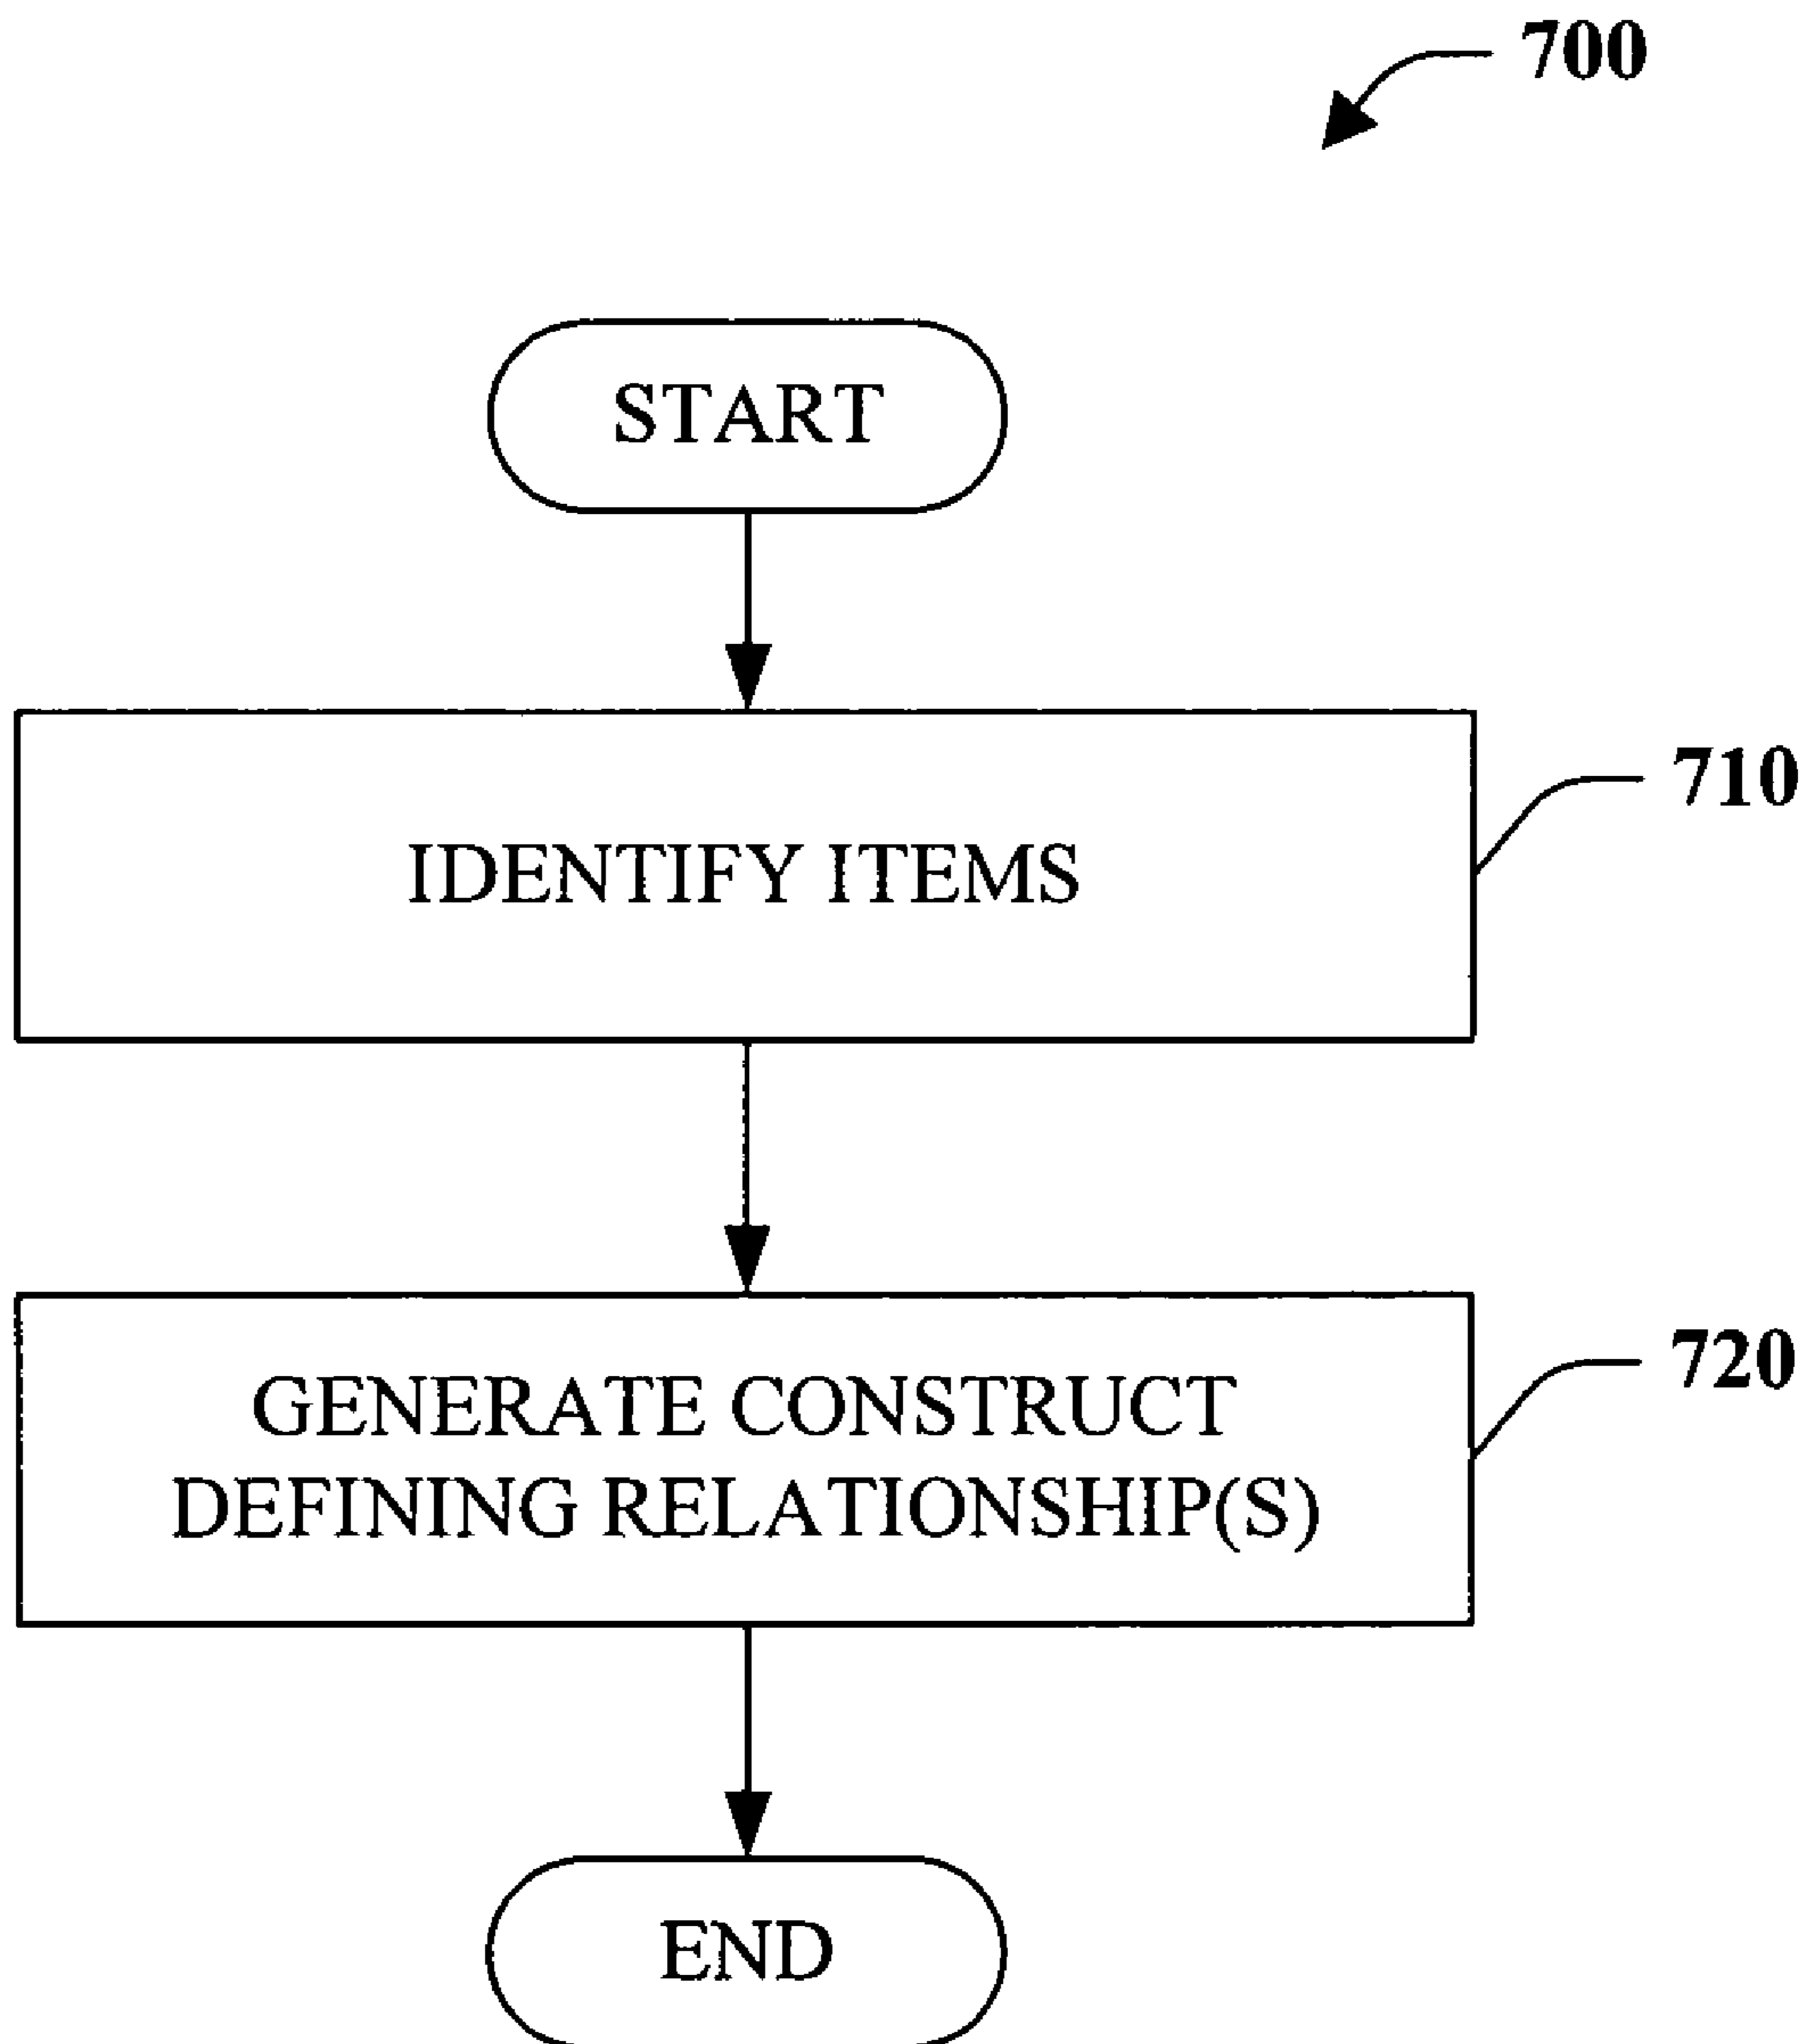 700
START
IDENTIFY ITEMS
710
GENERATE CONSTRUCT
DEFINING RELATIONSHIP(S)
720
END